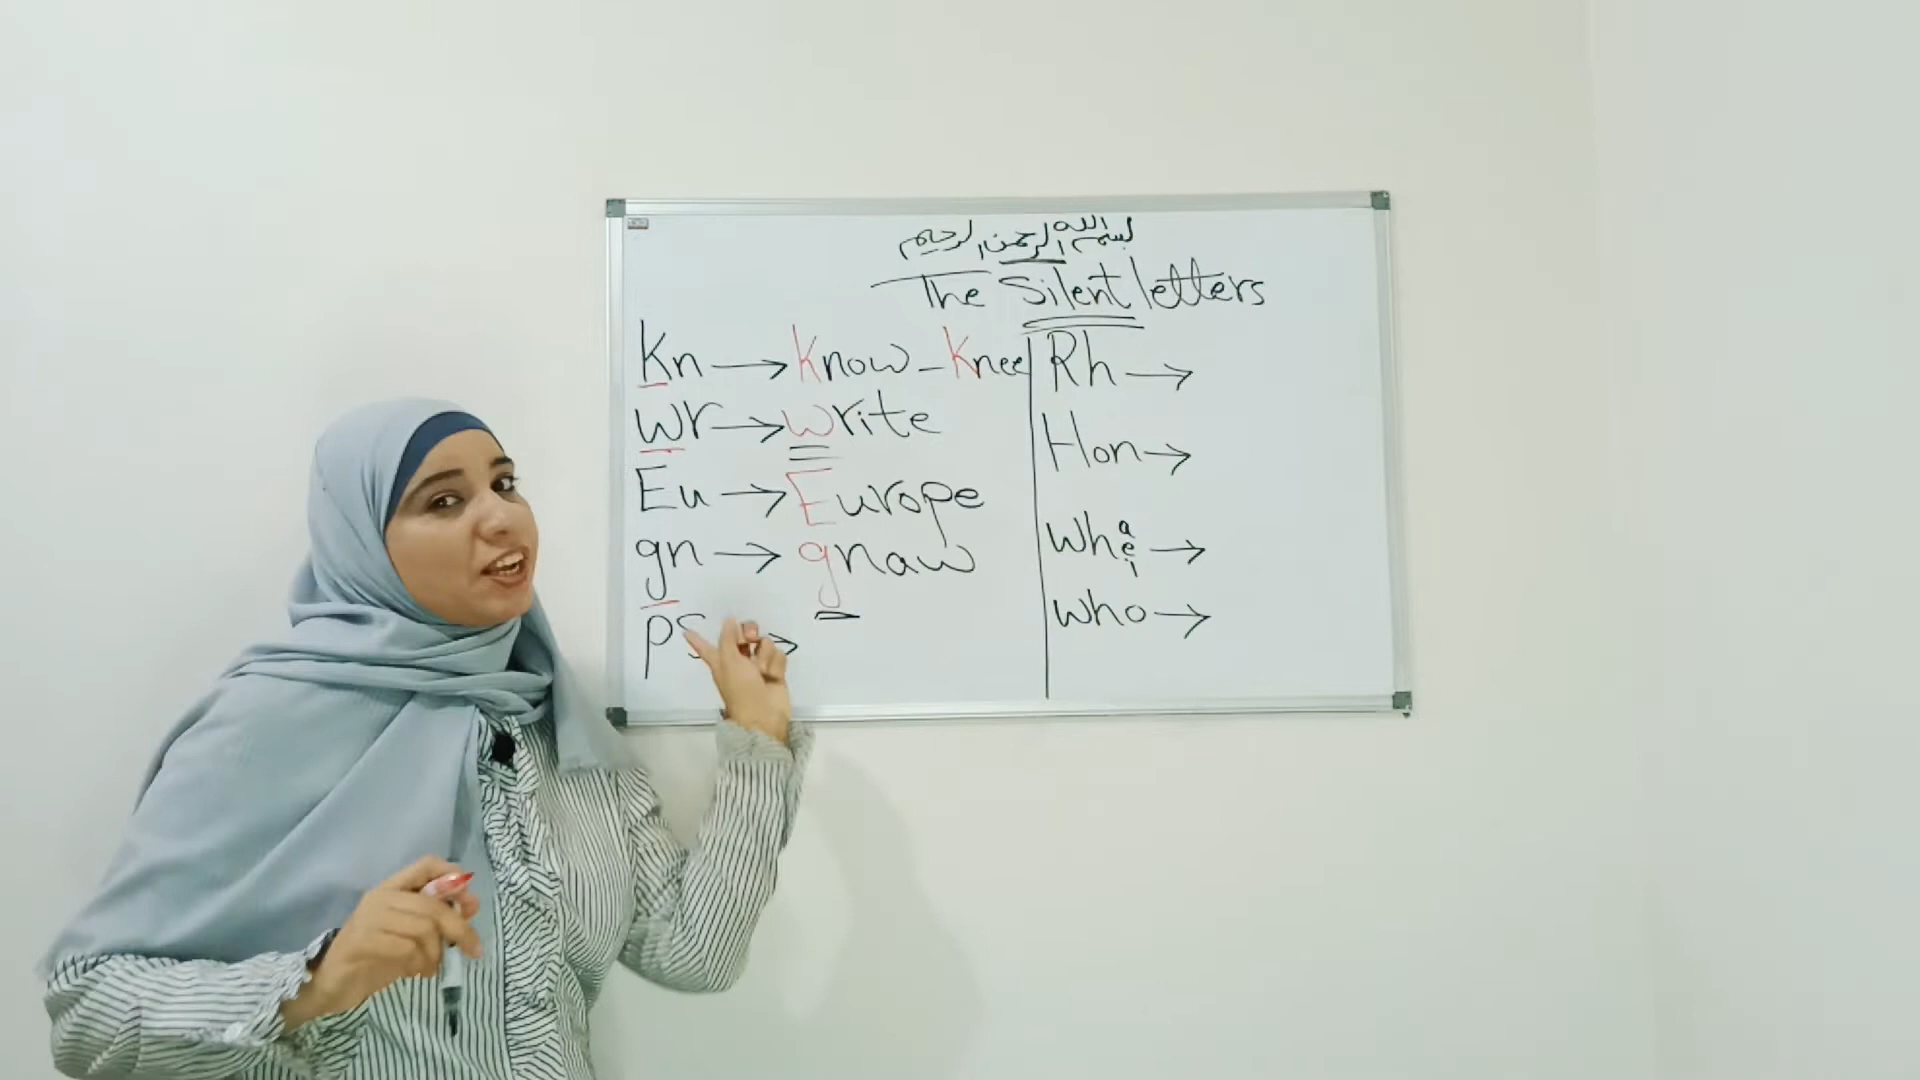 بسم الله الرحمن الرحيم
The Silent letters
Kn → Know - Knee
wr → write
Eu → Europe
gn → gnaw
ps →
Rh →
Hon →
Wh a e i →
who →